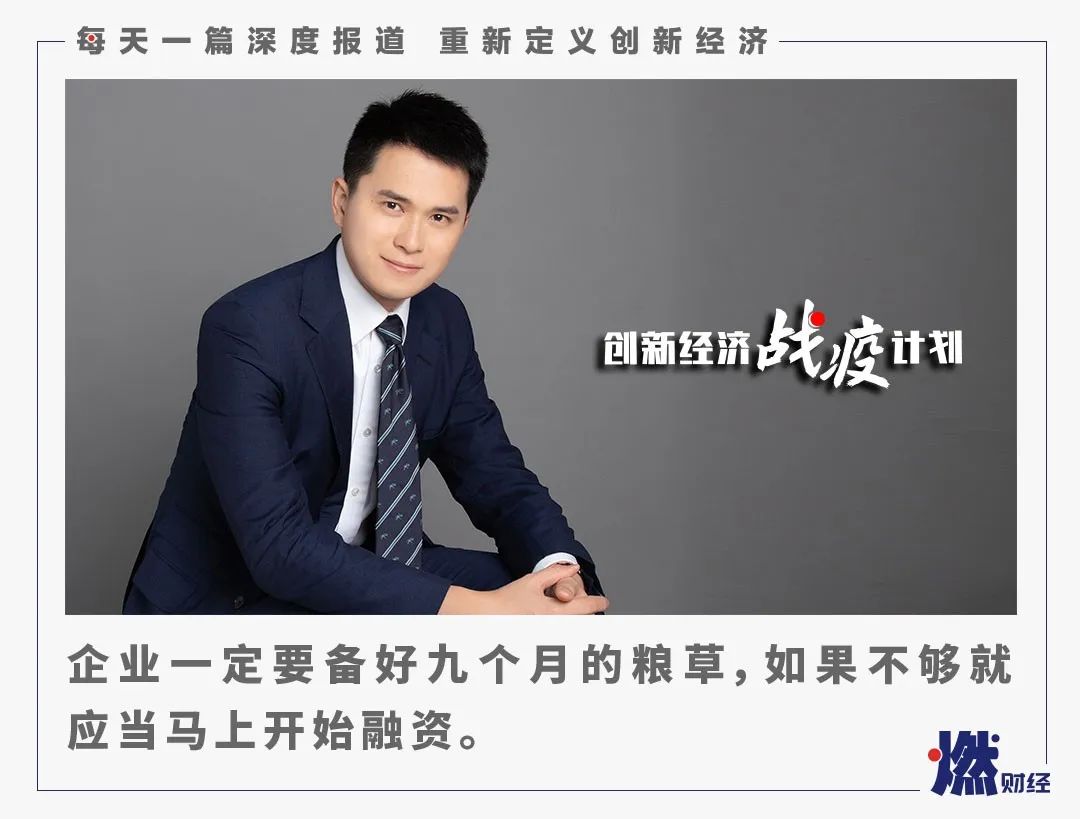 每天一篇深度报道 重新定义创新经济
创新经济战疫计划
企业一定要备好九个月的粮草,如果不够就
应当马上开始融资。
燃财经